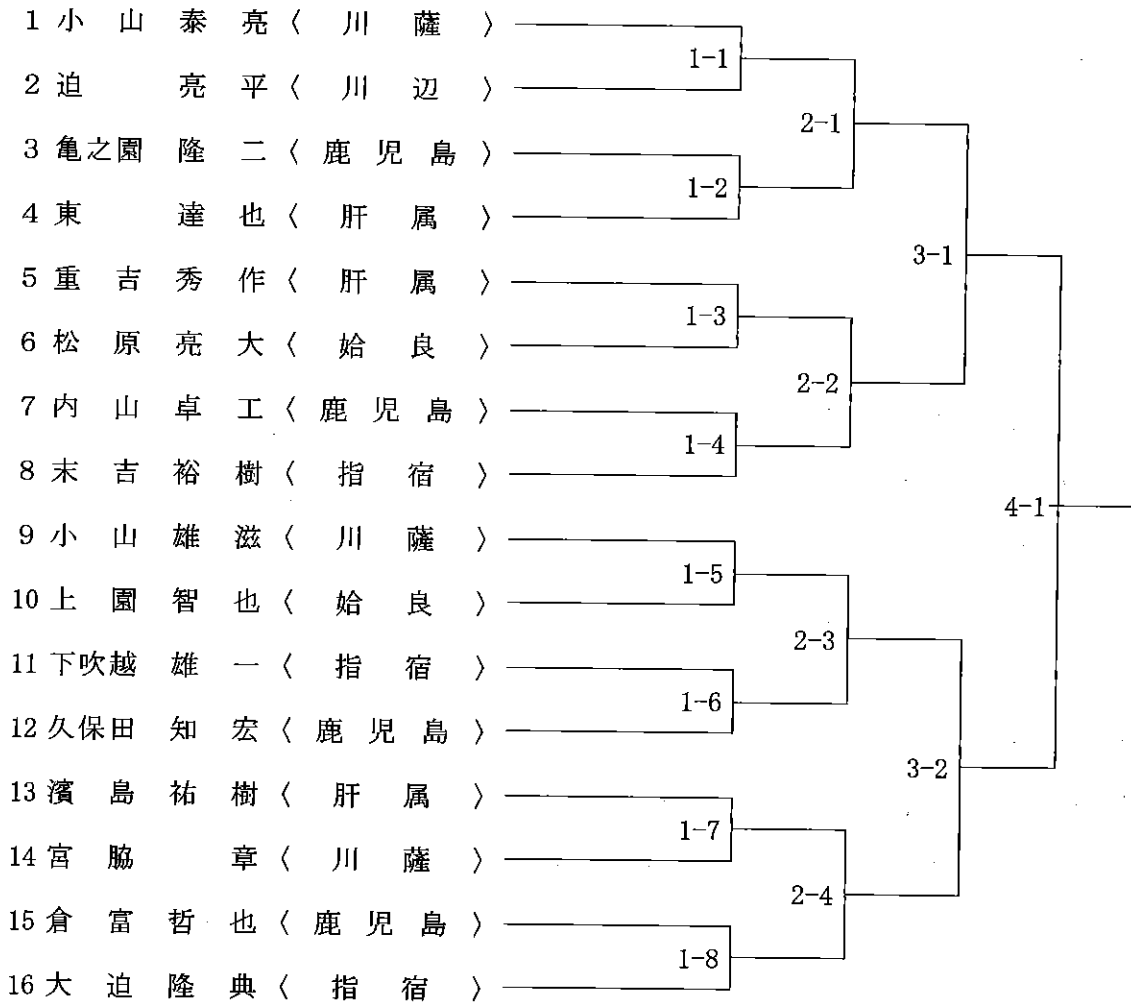 1 小山泰亮〈川薩〉
1-1
2 迫亮平〈川辺〉
2-1
3 亀之園隆二〈鹿児島〉
1-2
4 東達也〈肝属〉
3-1
5 重吉秀作〈肝属〉
1-3
6 松原亮大〈姶良〉
2-2
7 内山卓工〈鹿児島〉
1-4
8 末吉裕樹〈指宿〉
4-1
9 小山雄滋〈川薩〉
1-5
10 上園智也〈姶良〉
2-3
11 下吹越雄一〈指宿〉
1-6
12 久保田知宏〈鹿児島〉
3-2
13 濱島祐樹〈肝属〉
1-7
14 宮脇章〈川薩〉
2-4
15 倉富哲也〈鹿児島〉
1-8
16 大迫隆典〈指宿〉